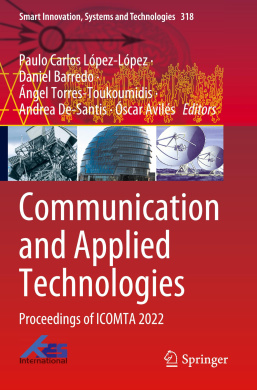 Smart Innovation, Systems and Technologies 318
Paulo Carlos López-López ·
Daniel Barredo ·
Ángel Torres-Toukoumidis ·
Andrea De-Santis · Óscar Avilés Editors
Communication
and Applied
Technologies
Proceedings of ICOMTA 2022
KES
International
Springer